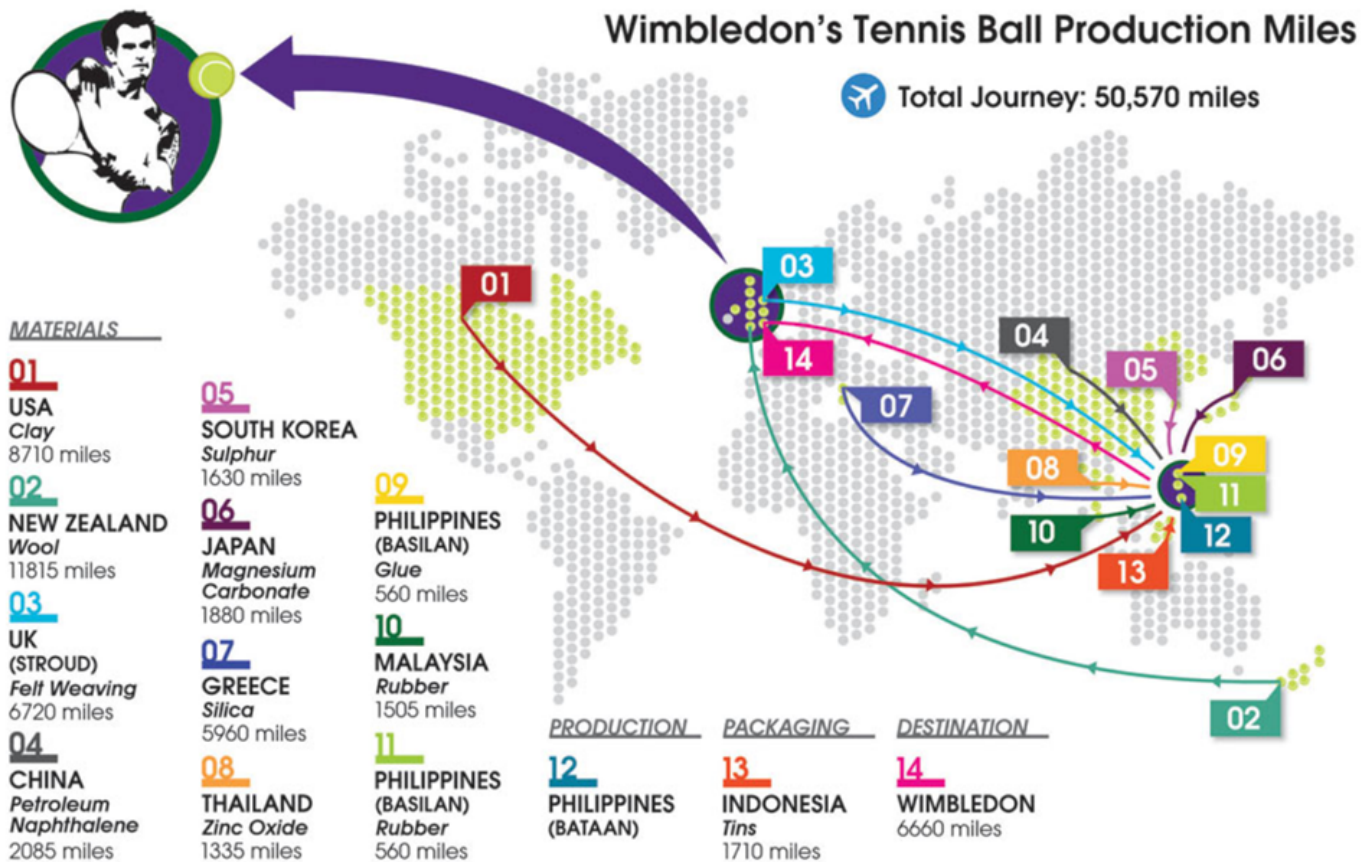 Wimbledon's Tennis Ball Production Miles
Total Journey: 50,570 miles
01
03
14
04
05
06
07
08
09
11
10
12
13
02
MATERIALS
01
USA
Clay
8710 miles
02
NEW ZEALAND
Wool
11815 miles
03
UK
(STROUD)
Felt Weaving
6720 miles
04
CHINA
Petroleum
Naphthalene
2085 miles
05
SOUTH KOREA
Sulphur
1630 miles
06
JAPAN
Magnesium
Carbonate
1880 miles
07
GREECE
Silica
5960 miles
08
THAILAND
Zinc Oxide
1335 miles
09
PHILIPPINES
(BASILAN)
Glue
560 miles
10
MALAYSIA
Rubber
1505 miles
11
PHILIPPINES
(BASILAN)
Rubber
560 miles
PRODUCTION
12
PHILIPPINES
(BATAAN)
PACKAGING
13
INDONESIA
Tins
1710 miles
DESTINATION
14
WIMBLEDON
6660 miles